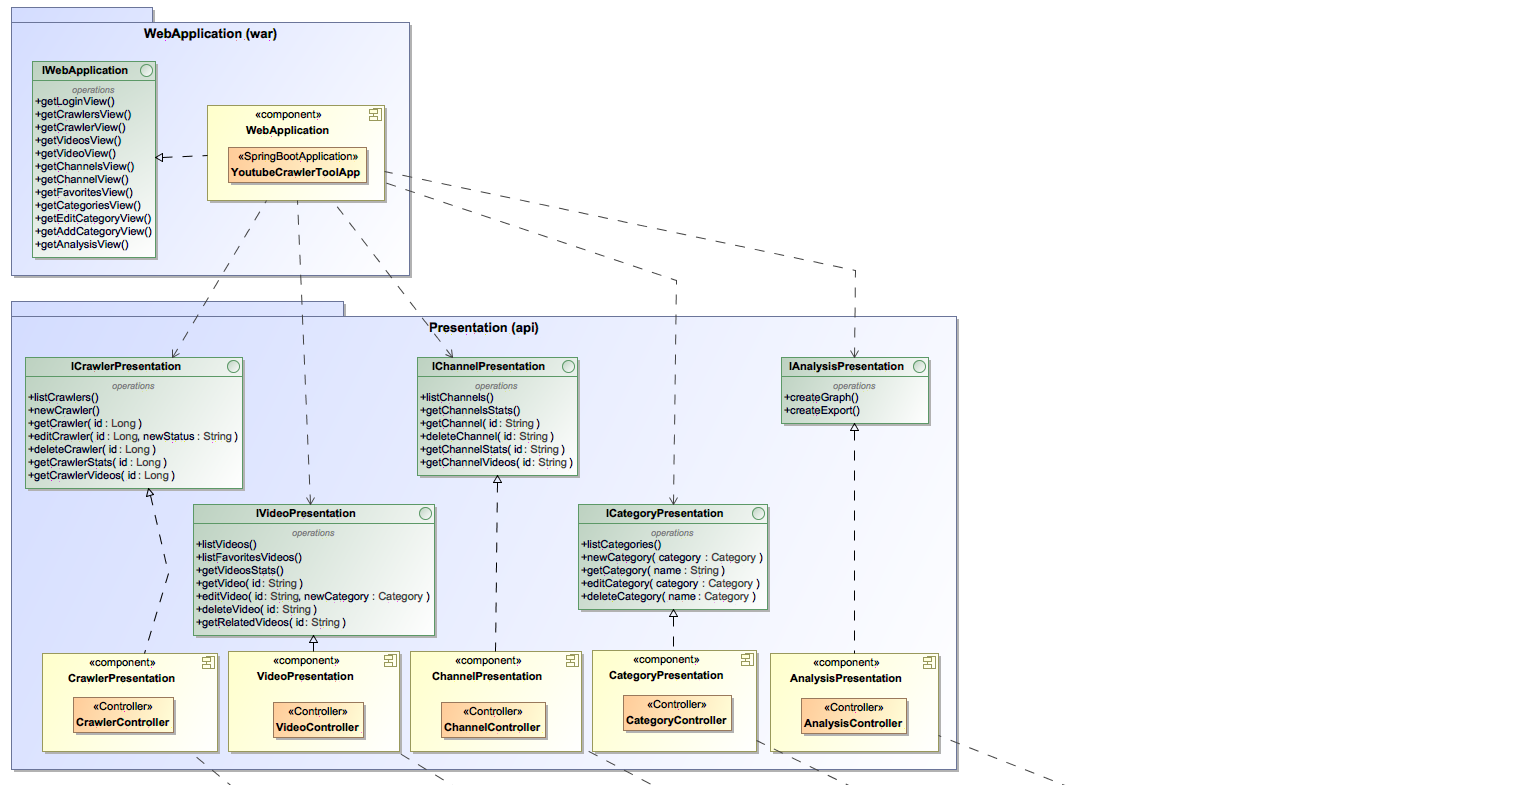 WebApplication (war)
IWebApplication
operations
+getLoginView()
+getCrawlersView()
+getCrawlerView()
+getVideosView()
+getVideoView()
+getChannelsView()
+getChannelView()
+getFavoritesView()
+getCategoriesView()
+getEditCategoryView()
+getAddCategoryView()
+getAnalysisView()
«component»
WebApplication
«SpringBootApplication»
YoutubeCrawlerToolApp
Presentation (api)
ICrawlerPresentation
operations
+listCrawlers()
+newCrawler()
+getCrawler( id : Long )
+editCrawler( id : Long, newStatus : String )
+deleteCrawler( id : Long )
+getCrawlerStats( id : Long )
+getCrawlerVideos( id : Long )
IChannelPresentation
operations
+listChannels()
+getChannelsStats()
+getChannel( id : String )
+deleteChannel( id : String )
+getChannelStats( id : String )
+getChannelVideos( id : String )
IAnalysisPresentation
operations
+createGraph()
+createExport()
IVideoPresentation
operations
+listVideos()
+listFavoritesVideos()
+getVideosStats()
+getVideo( id : String )
+editVideo( id : String, newCategory : Category )
+deleteVideo( id : String )
+getRelatedVideos( id : String )
ICategoryPresentation
operations
+listCategories()
+newCategory( category : Category )
+getCategory( name : String )
+editCategory( category : Category )
+deleteCategory( name : Category )
«component»
CrawlerPresentation
«Controller»
CrawlerController
«component»
VideoPresentation
«Controller»
VideoController
«component»
ChannelPresentation
«Controller»
ChannelController
«component»
CategoryPresentation
«Controller»
CategoryController
«component»
AnalysisPresentation
«Controller»
AnalysisController